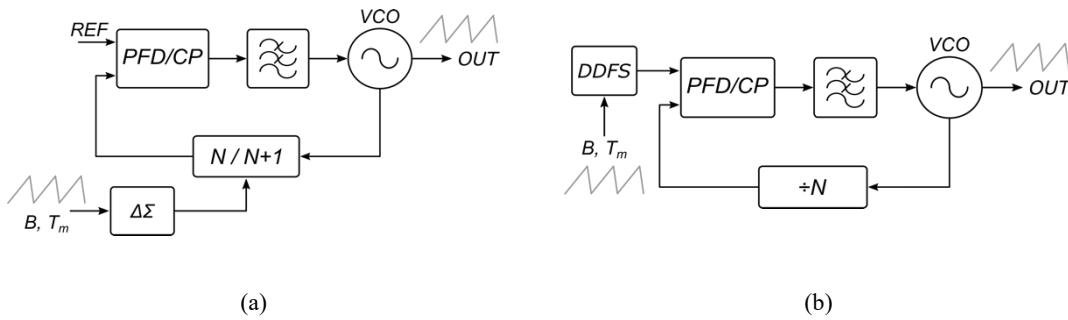 REF
PFD/CP
VCO
OUT
N / N+1
B, Tm
ΔΣ
(a)
DDFS
B, Tm
PFD/CP
VCO
OUT
÷N
(b)